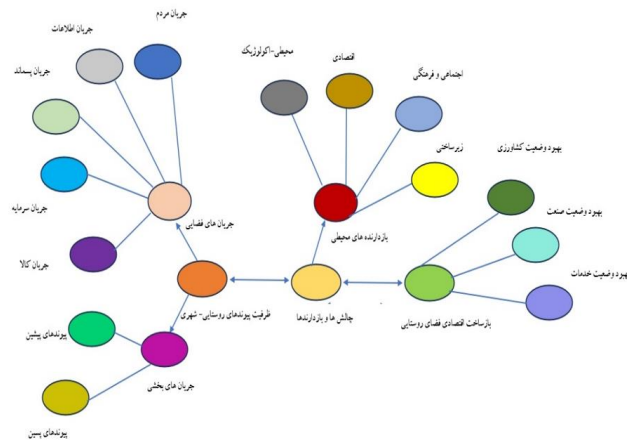 جریان مردم
جریان اطلاعات
جریان پسماند
جریان سرمایه
جریان کالا
جریان های فضایی
محیطی-اکولوژیک
اقتصادی
اجتماعی و فرهنگی
زیرساختی
بازدارنده های محیطی
بهبود وضعیت کشاورزی
بهبود وضعیت صنعت
بهبود وضعیت خدمات
ظرفیت پیوندهای روستایی- شهری
چالش ها و بازدارندها
بازساخت اقتصادی فضای روستایی
پیوندهای پیشین
جریان های بخشی
پیوندهای پسین